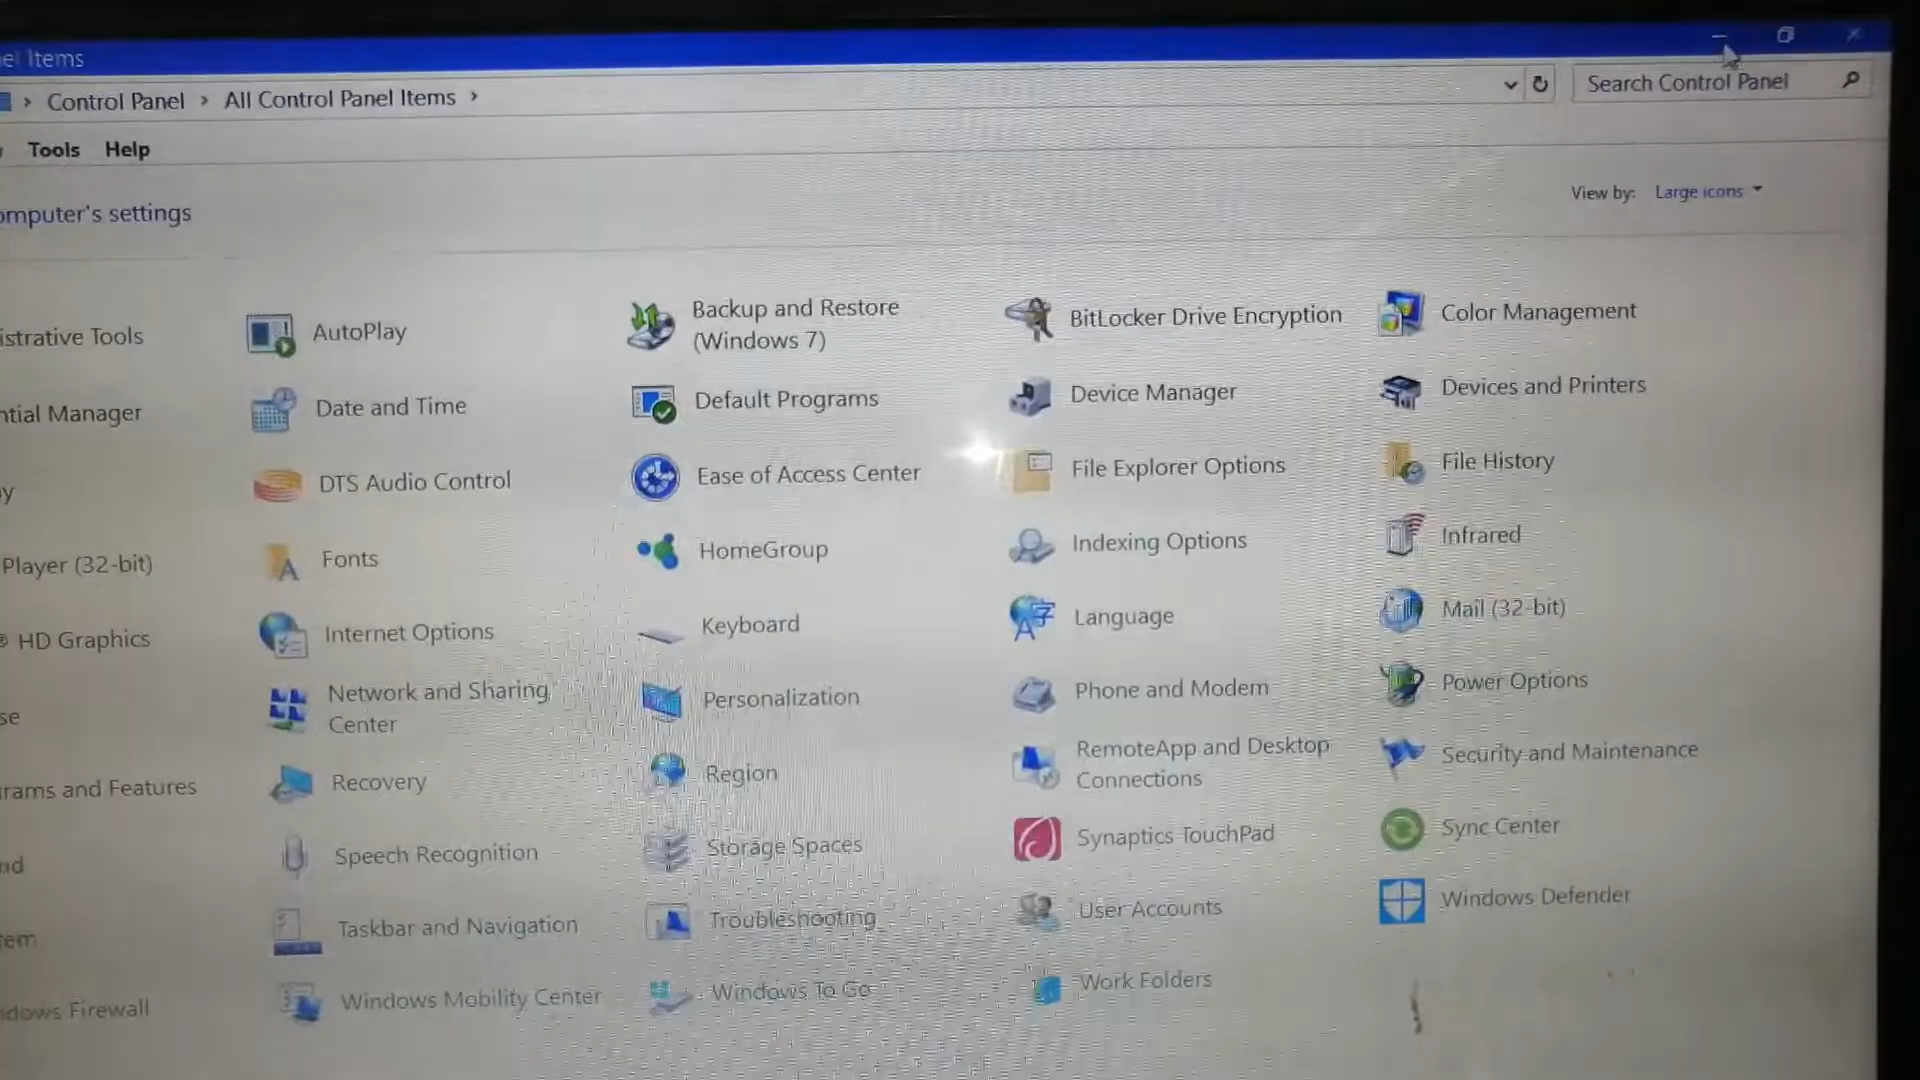 el Items
Control Panel
All Control Panel Items
Search Control Panel
Tools Help
omputer's settings
View by: Large icons
istrative Tools
AutoPlay
Backup and Restore
(Windows 7)
BitLocker Drive Encryption
Color Management
ntial Manager
Date and Time
Default Programs
Device Manager
Devices and Printers
y
DTS Audio Control
Ease of Access Center
File Explorer Options
File History
Player (32-bit)
Fonts
HomeGroup
Indexing Options
Infrared
® HD Graphics
Internet Options
Keyboard
Language
Mail (32-bit)
se
Network and Sharing
Center
Personalization
Phone and Modem
Power Options
rams and Features
Recovery
Region
RemoteApp and Desktop
Connections
Security and Maintenance
nd
Speech Recognition
Storage Spaces
Synaptics TouchPad
Sync Center
tem
Taskbar and Navigation
Troubleshooting
User Accounts
Windows Defender
dows Firewall
Windows Mobility Center
Windows To Go
Work Folders